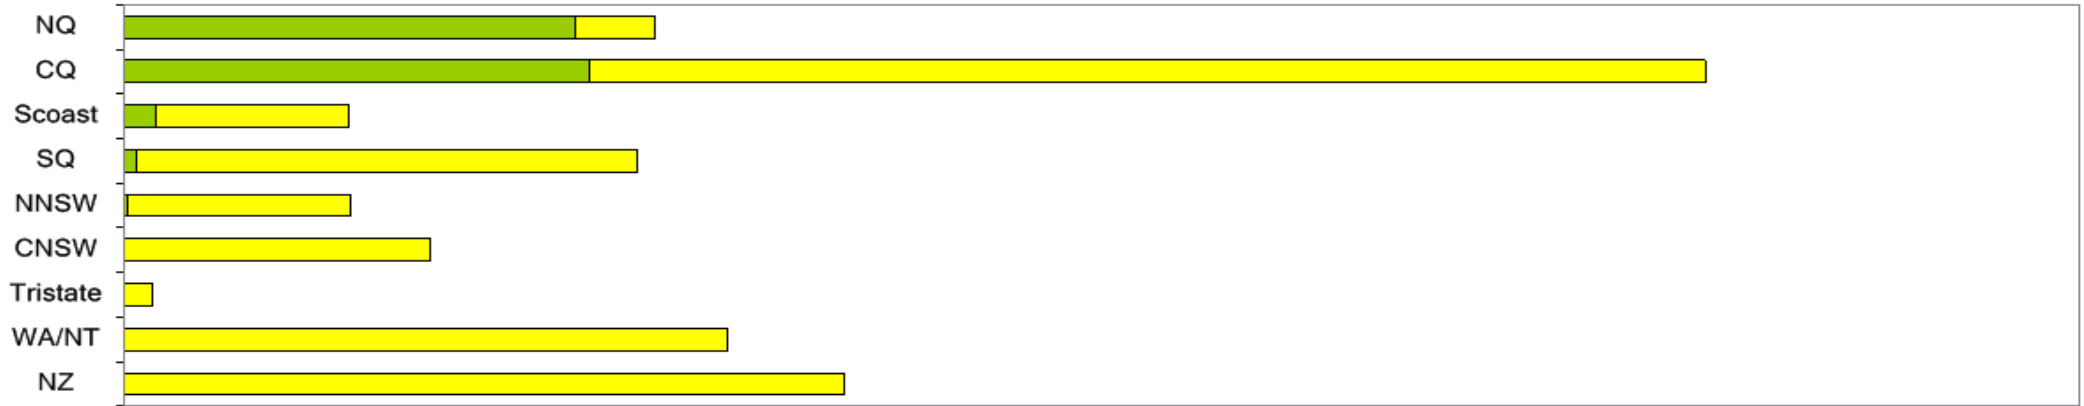 NQ
CQ
Scoast
SQ
NNSW
CNSW
Tristate
WA/NT
NZ